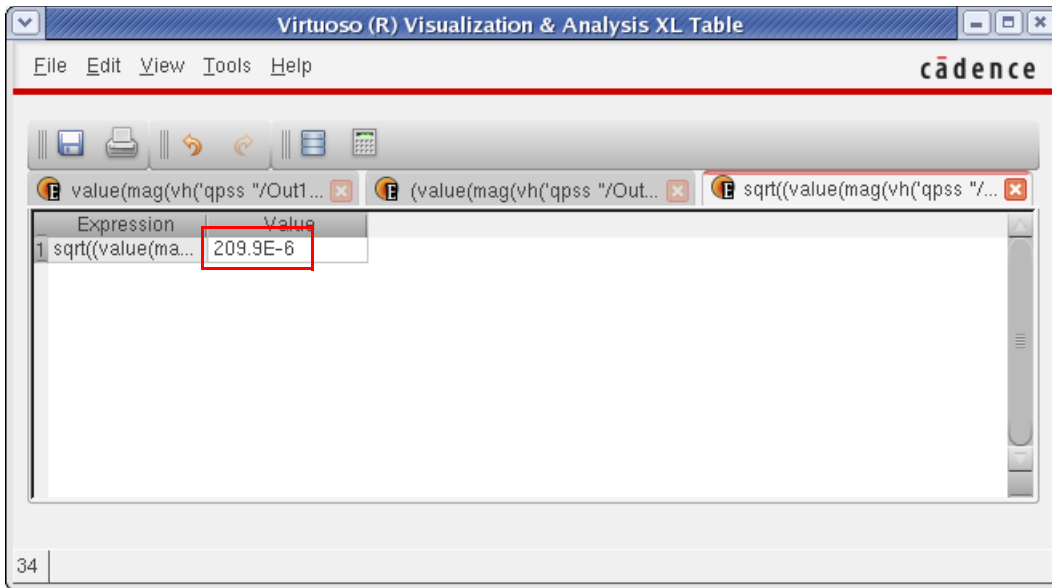 Virtuoso (R) Visualization & Analysis XL Table
File Edit View Tools Help
cādence
value(mag(vh('qpss "/Out1... (value(mag(vh('qpss "/Out... sqrt((value(mag(vh('qpss "/...
Expression Value
1 sqrt((value(ma... 209.9E-6
34